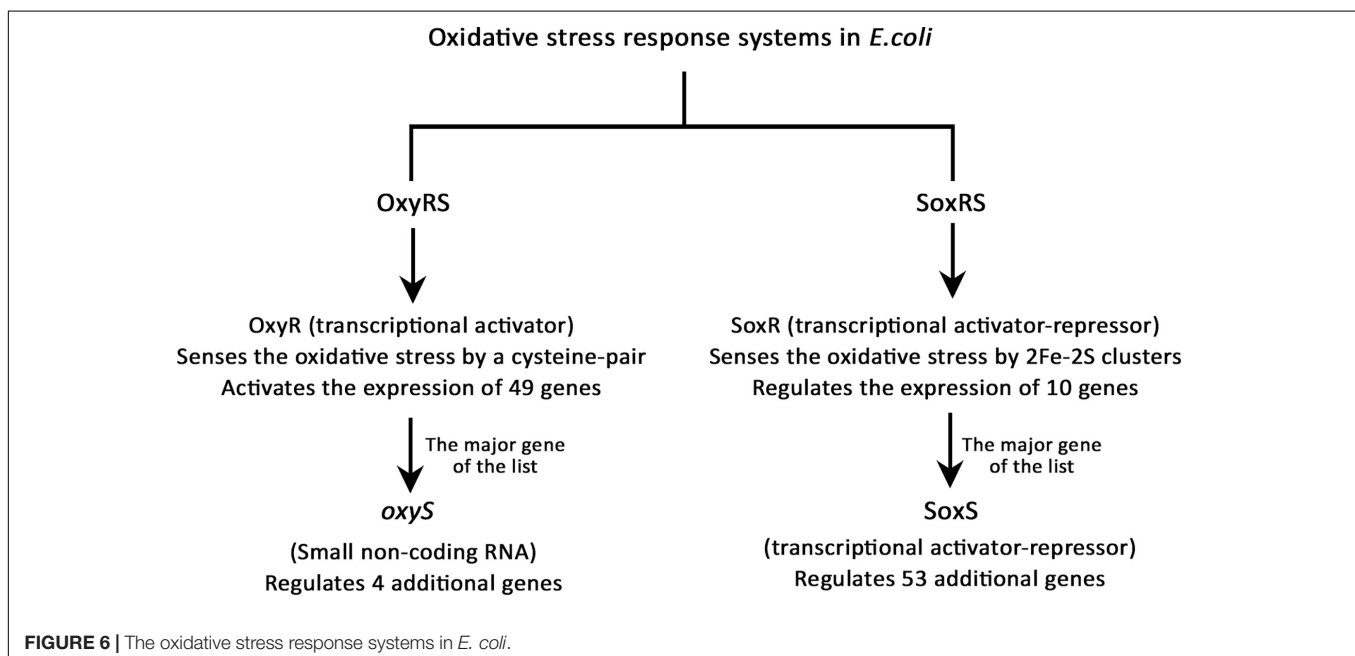 Oxidative stress response systems in E.coli
OxyRS
SoxRS
OxyR (transcriptional activator)
Senses the oxidative stress by a cysteine-pair
Activates the expression of 49 genes
SoxR (transcriptional activator-repressor)
Senses the oxidative stress by 2Fe-2S clusters
Regulates the expression of 10 genes
The major gene
of the list
The major gene
of the list
oxyS
(Small non-coding RNA)
Regulates 4 additional genes
SoxS
(transcriptional activator-repressor)
Regulates 53 additional genes
FIGURE 6 | The oxidative stress response systems in E. coli.